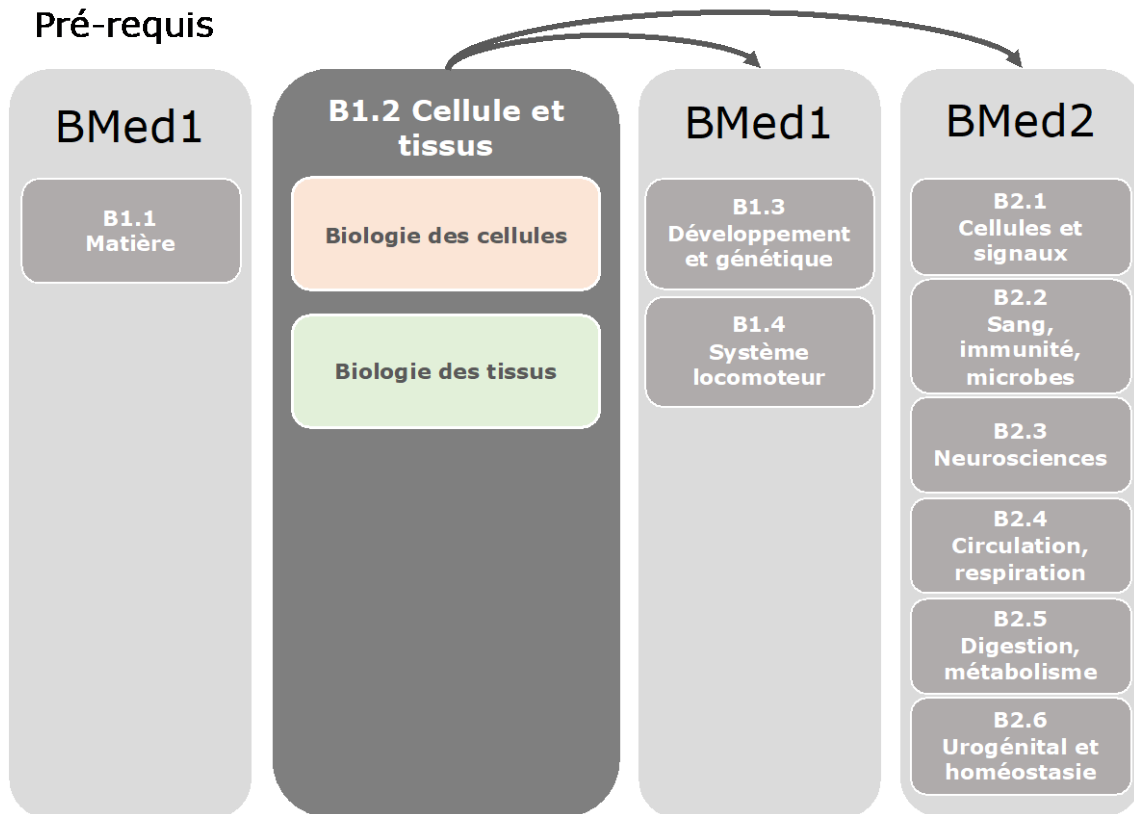 Pré-requis
BMed1
B1.1
Matière
B1.2 Cellule et
tissus
Biologie des cellules
Biologie des tissus
BMed1
B1.3
Développement
et génétique
B1.4
Système
locomoteur
BMed2
B2.1
Cellules et
signaux
B2.2
Sang,
immunité,
microbes
B2.3
Neurosciences
B2.4
Circulation,
respiration
B2.5
Digestion,
métabolisme
B2.6
Urogénital et
homéostasie